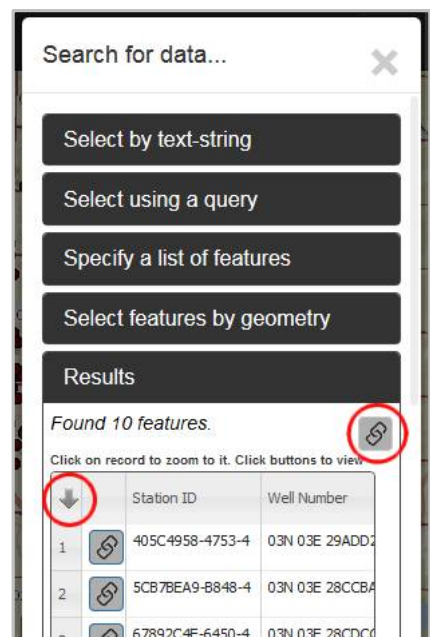 Search for data...
Select by text-string
Select using a query
Specify a list of features
Select features by geometry
Results
Found 10 features.
Click on record to zoom to it. Click buttons to view
Station ID Well Number
1 405C4958-4753-4 03N 03E 29ADD2
2 5CB7BEA9-B848-4 03N 03E 28CCBA
67892C4F-6450-4 03N 03E 28CDCC